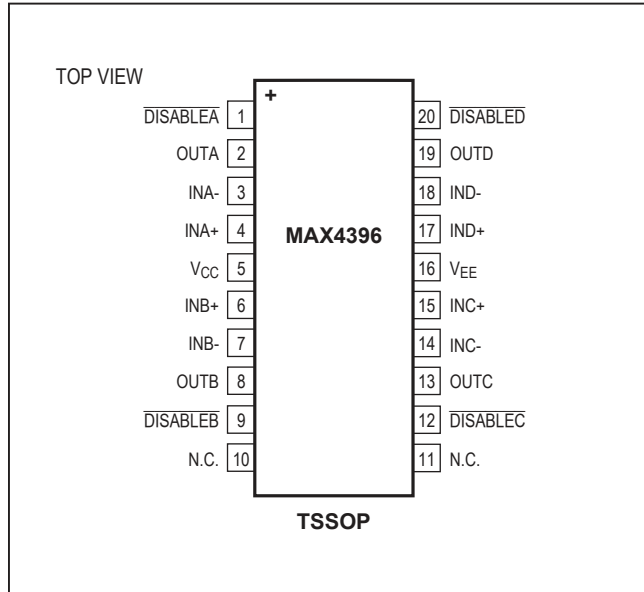 TOP VIEW
+
DISABLEA 1 20 DISABLED
OUTA 2 19 OUTD
INA- 3 18 IND-
INA+ 4 MAX4396 17 IND+
VCC 5 16 VEE
INB+ 6 15 INC+
INB- 7 14 INC-
OUTB 8 13 OUTC
DISABLEB 9 12 DISABLEC
N.C. 10 11 N.C.
TSSOP